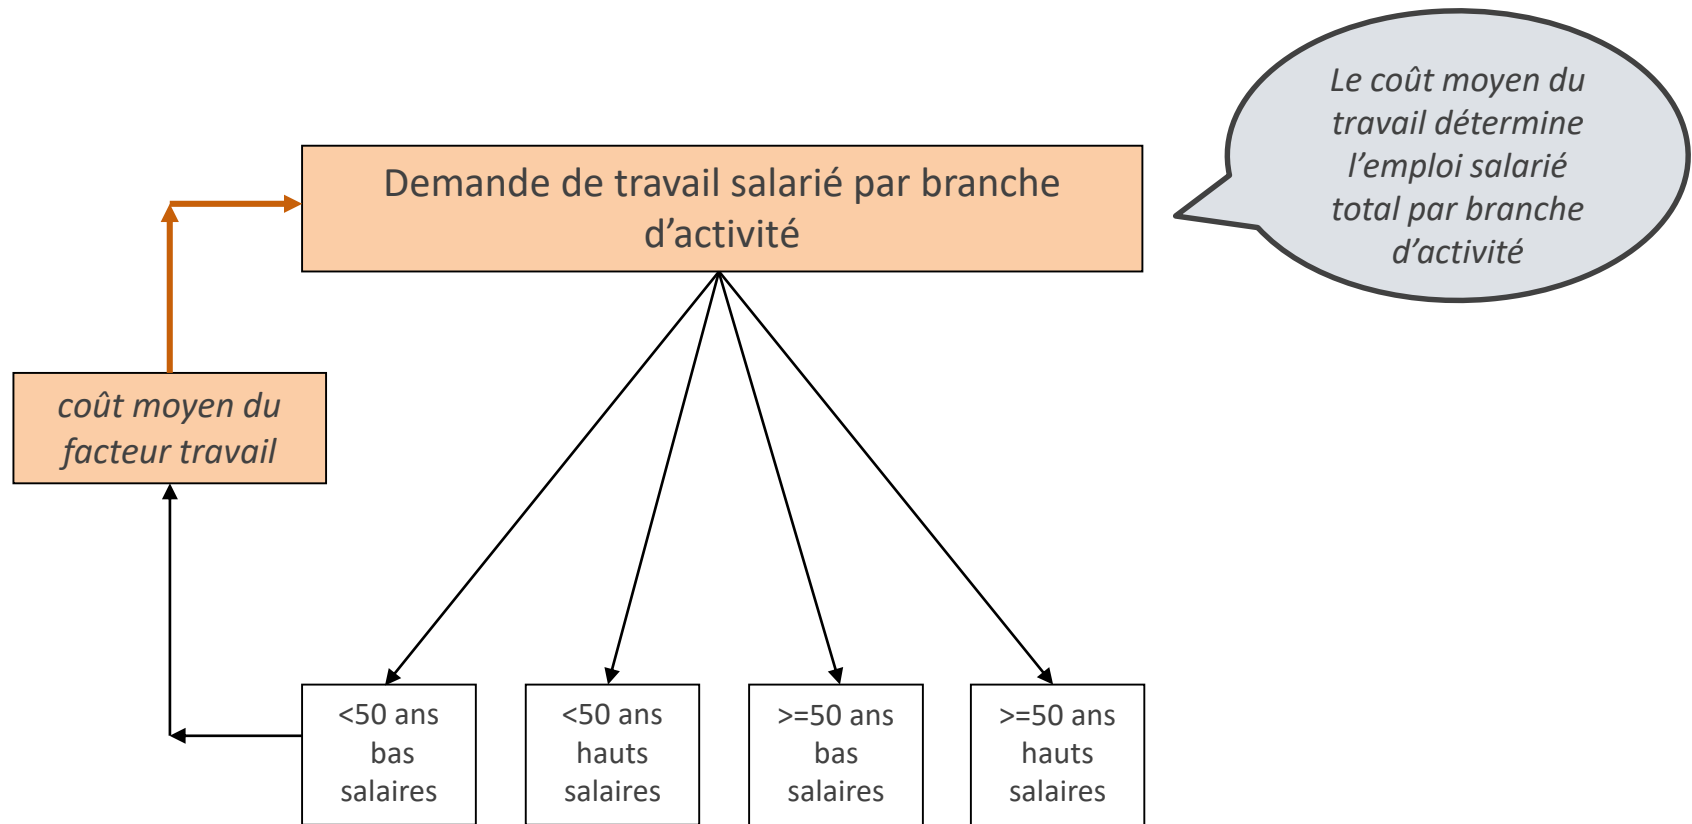 Le coût moyen du
travail détermine
l’emploi salarié
total par branche
d’activité
Demande de travail salarié par branche
d’activité
coût moyen du
facteur travail
<50 ans
bas
salaires
<50 ans
hauts
salaires
>=50 ans
bas
salaires
>=50 ans
hauts
salaires